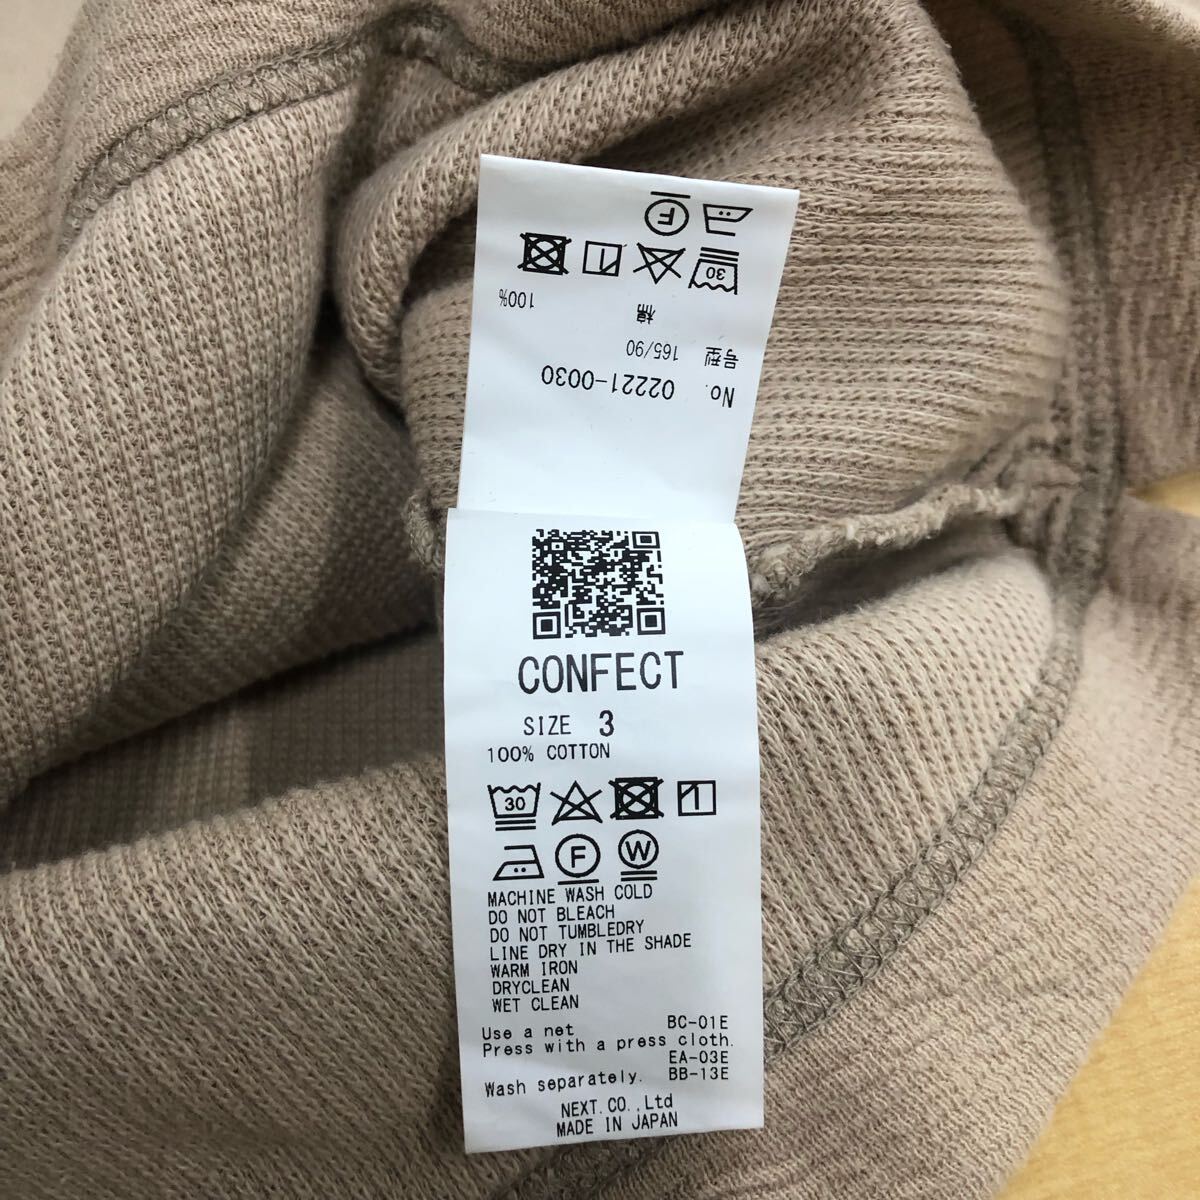 No. 02221-0030
号型 165/90
綿 100%
30
F
CONFECT
SIZE 3
100% COTTON
30
F W
MACHINE WASH COLD
DO NOT BLEACH
DO NOT TUMBLEDRY
LINE DRY IN THE SHADE
WARM IRON
DRYCLEAN
WET CLEAN
Use a net BC-01E
Press with a press cloth.
EA-03E
Wash separately. BB-13E
NEXT.CO.,Ltd
MADE IN JAPAN